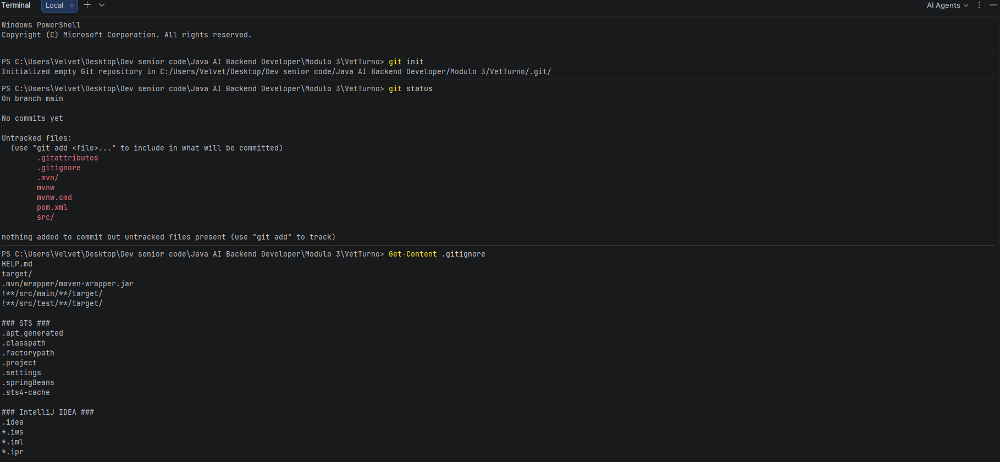 Terminal Local AI Agents
Windows PowerShell
Copyright (C) Microsoft Corporation. All rights reserved.
PS C:\Users\Velvet\Desktop\Dev senior code\Java AI Backend Developer\Modulo 3\VetTurno> git init
Initialized empty Git repository in C:/Users/Velvet/Desktop/Dev senior code/Java AI Backend Developer/Modulo 3/VetTurno/.git/
PS C:\Users\Velvet\Desktop\Dev senior code\Java AI Backend Developer\Modulo 3\VetTurno> git status
On branch main
No commits yet
Untracked files:
  (use "git add <file>..." to include in what will be committed)
        .gitattributes
        .gitignore
        .mvn/
        mvnw
        mvnw.cmd
        pom.xml
        src/
nothing added to commit but untracked files present (use "git add" to track)
PS C:\Users\Velvet\Desktop\Dev senior code\Java AI Backend Developer\Modulo 3\VetTurno> Get-Content .gitignore
HELP.md
target/
.mvn/wrapper/maven-wrapper.jar
!**/src/main/**/target/
!**/src/test/**/target/
### STS ###
.apt_generated
.classpath
.factorypath
.project
.settings
.springBeans
.sts4-cache
### IntelliJ IDEA ###
.idea
*.iws
*.iml
*.ipr